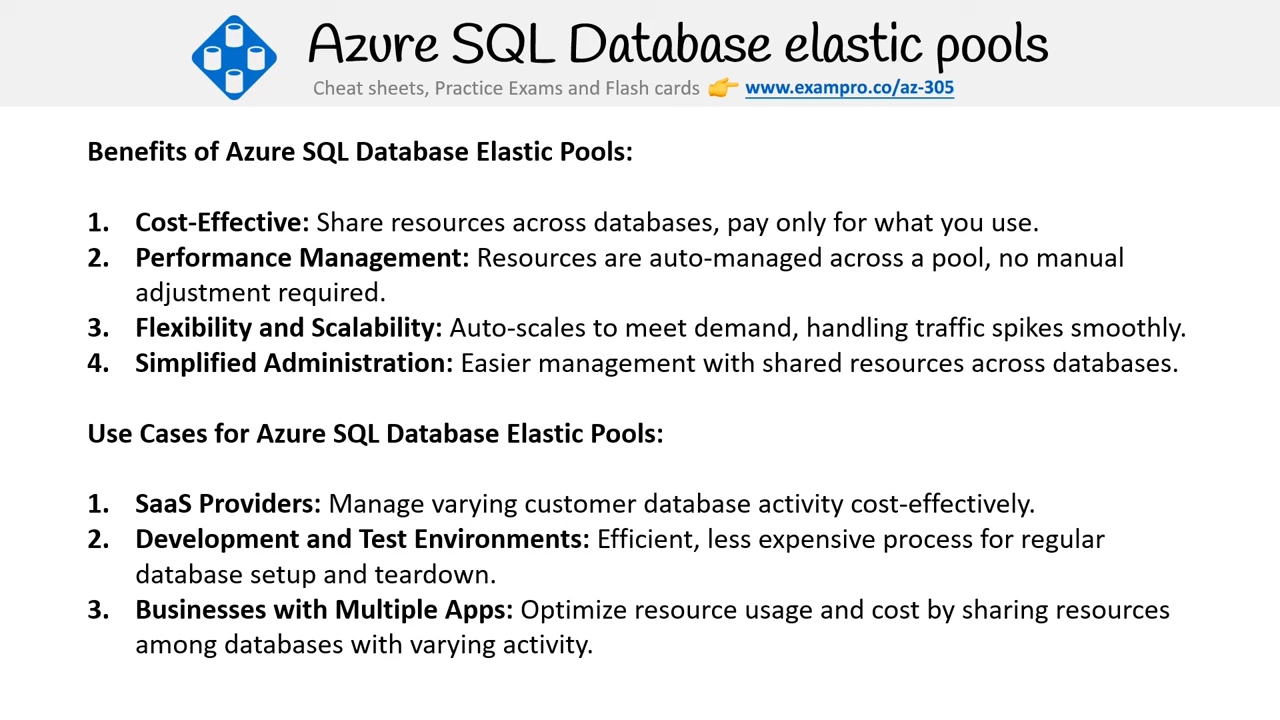 Azure SQL Database elastic pools
Cheat sheets, Practice Exams and Flash cards 👉 www.exampro.co/az-305
Benefits of Azure SQL Database Elastic Pools:
1. Cost-Effective: Share resources across databases, pay only for what you use.
2. Performance Management: Resources are auto-managed across a pool, no manual
adjustment required.
3. Flexibility and Scalability: Auto-scales to meet demand, handling traffic spikes smoothly.
4. Simplified Administration: Easier management with shared resources across databases.
Use Cases for Azure SQL Database Elastic Pools:
1. SaaS Providers: Manage varying customer database activity cost-effectively.
2. Development and Test Environments: Efficient, less expensive process for regular
database setup and teardown.
3. Businesses with Multiple Apps: Optimize resource usage and cost by sharing resources
among databases with varying activity.